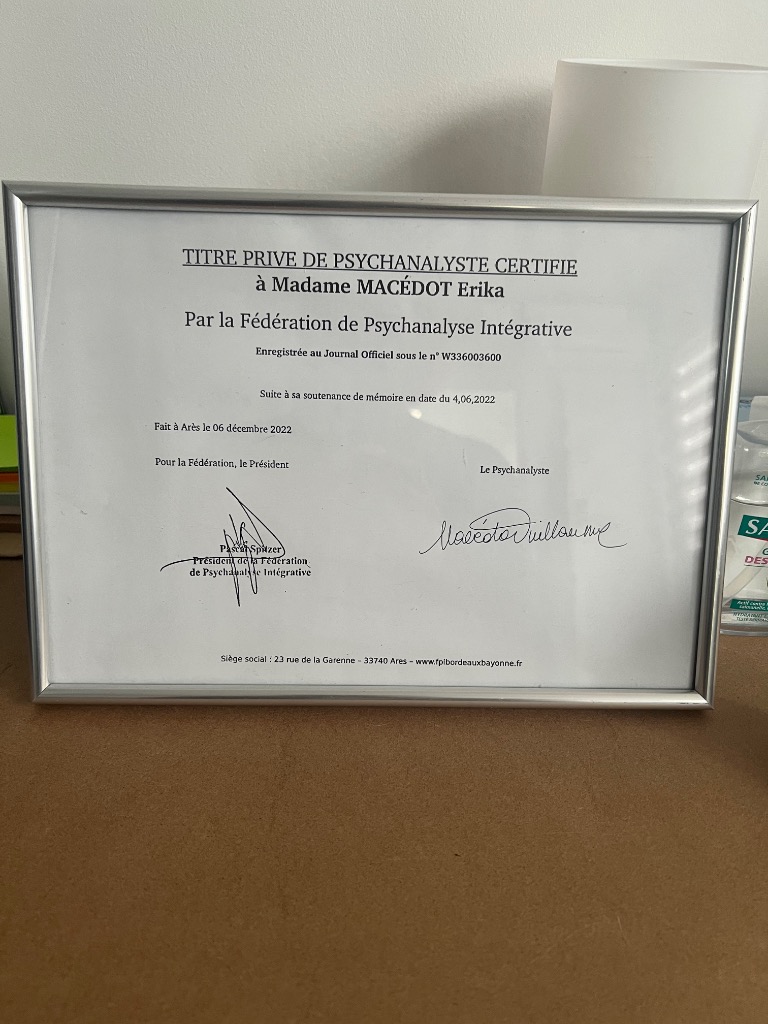 TITRE PRIVE DE PSYCHANALYSTE CERTIFIE
à Madame MACÉDOT Erika
Par la Fédération de Psychanalyse Intégrative
Enregistrée au Journal Officiel sous le n° W336003600
Suite à sa soutenance de mémoire en date du 4,06,2022
Fait à Arès le 06 décembre 2022
Pour la Fédération, le Président
Le Psychanalyste
Pascal Spitzer
Président de la Fédération
de Psychanalyse Intégrative
Siège social : 23 rue de la Garenne – 33740 Ares – www.fplbordeauxbayonne.fr
SA
DES